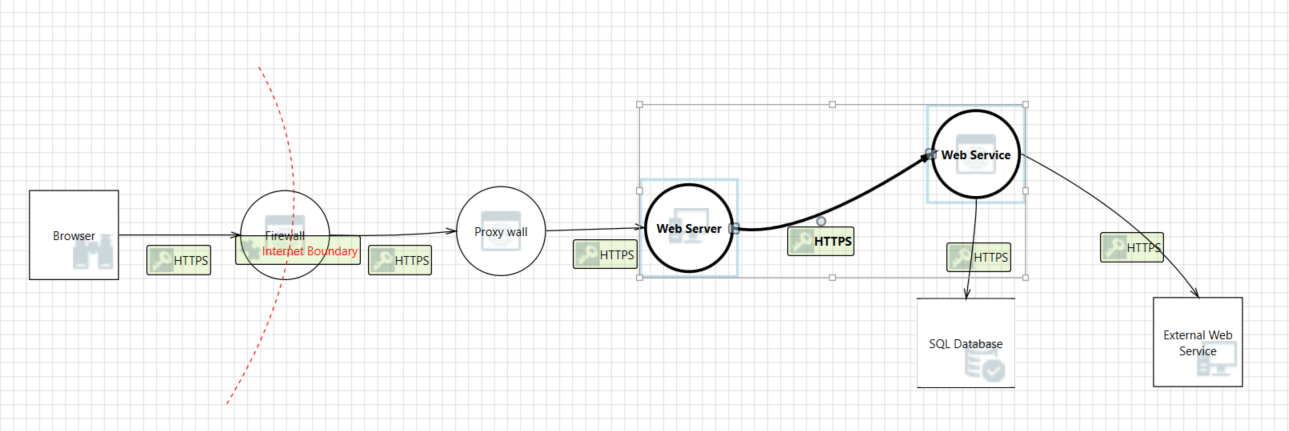 Browser
HTTPS
Firewall
Internet Boundary
HTTPS
Proxy wall
HTTPS
Web Server
HTTPS
Web Service
HTTPS
HTTPS
SQL Database
External Web
Service